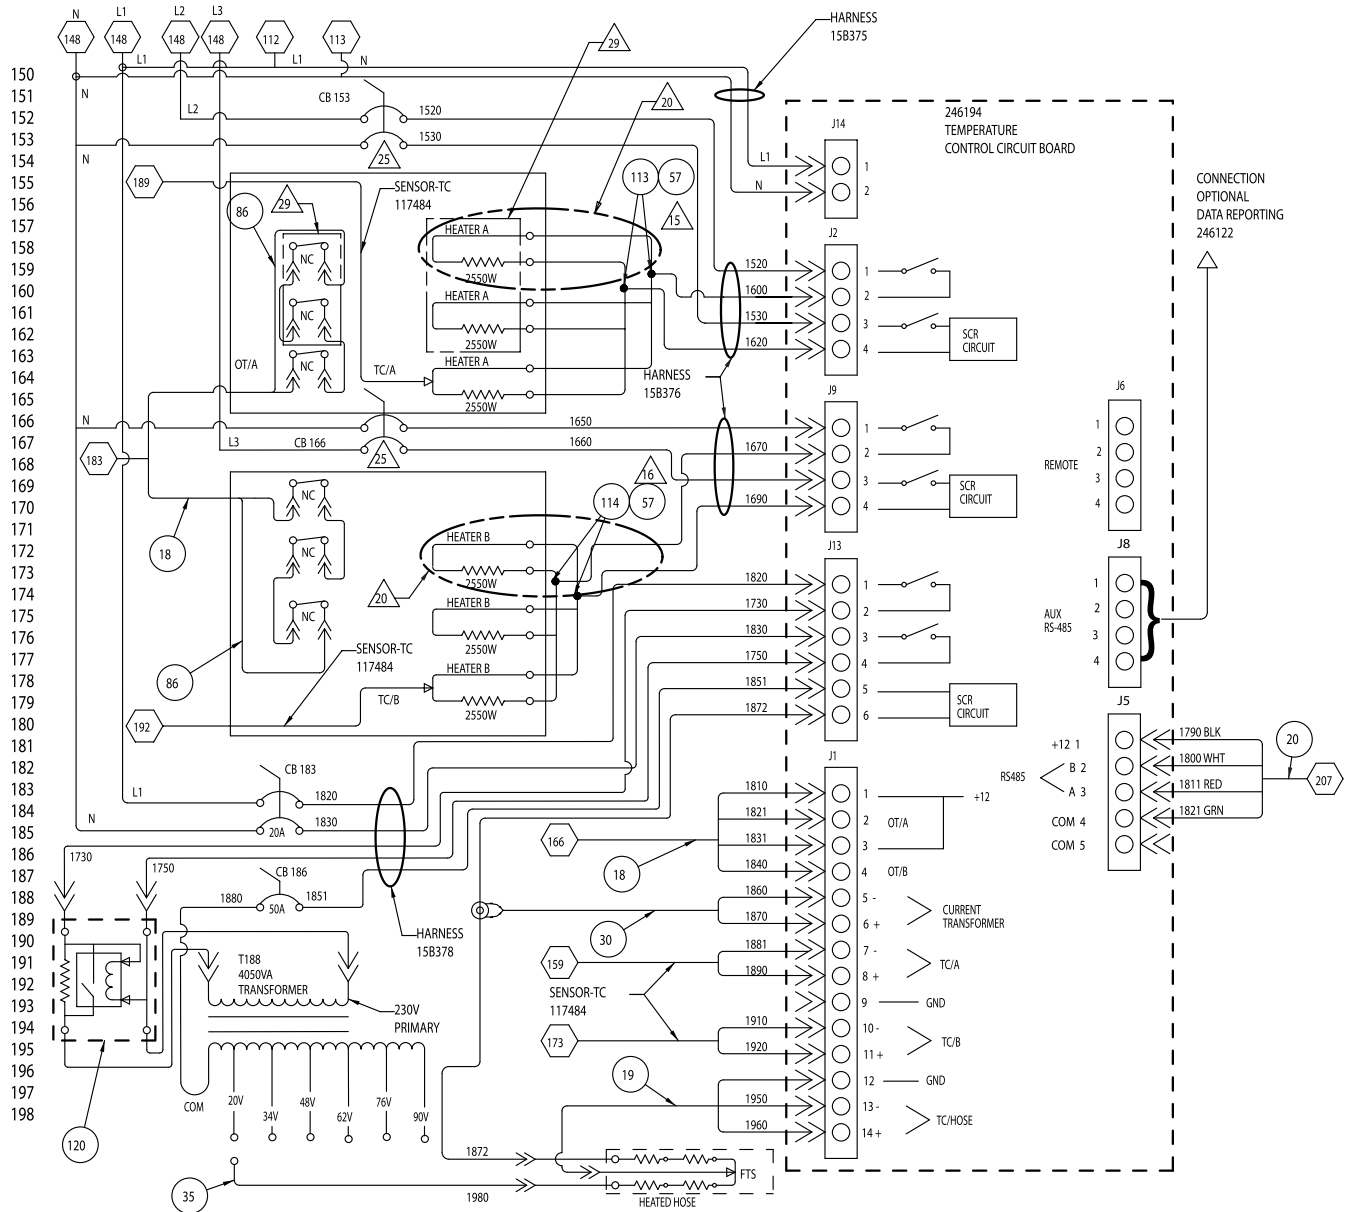 N
L1
L2
L3
148
148
148
148
112
113
HARNESS
15B375
29
20
L1
L1
N
N
CB 153
L2
1520
1530
N
25
150
151
152
153
154
155
156
157
158
159
160
161
162
163
164
165
166
167
168
169
170
171
172
173
174
175
176
177
178
179
180
181
182
183
184
185
186
187
188
189
190
191
192
193
194
195
196
197
198
189
SENSOR-TC
117484
86
29
NC
NC
NC
OT/A
TC/A
HEATER A
2550W
HEATER A
2550W
HEATER A
2550W
113
57
15
HARNESS
15B376
N
1650
L3
CB 166
1660
25
183
18
NC
NC
NC
86
SENSOR-TC
117484
TC/B
192
20
HEATER B
2550W
HEATER B
2550W
HEATER B
2550W
114
57
16
246194
TEMPERATURE
CONTROL CIRCUIT BOARD
J14
L1
1
N
2
J2
1520
1
1600
2
1530
3
1620
4
SCR
CIRCUIT
J9
1
1670
2
3
1690
4
SCR
CIRCUIT
J13
1820
1
1730
2
1830
3
1750
4
1851
5
1872
6
SCR
CIRCUIT
CONNECTION
OPTIONAL
DATA REPORTING
246122
J6
REMOTE
1
2
3
4
J8
AUX
RS-485
1
2
3
4
J5
+12 1
RS485
B 2
A 3
COM 4
COM 5
1790 BLK
1800 WHT
1811 RED
1821 GRN
20
207
J1
1810
1
+12
1821
2
OT/A
1831
3
1840
4
OT/B
1860
5 -
1870
6 +
CURRENT
TRANSFORMER
1881
7 -
1890
8 +
TC/A
9
GND
1910
10 -
1920
11 +
TC/B
12
GND
1950
13 -
1960
14 +
TC/HOSE
166
18
30
159
SENSOR-TC
117484
173
19
CB 183
L1
1820
N
20A
1830
1730
1750
CB 186
1880
50A
1851
HARNESS
15B378
T188
4050VA
TRANSFORMER
230V
PRIMARY
120
COM
20V
34V
48V
62V
76V
90V
35
1872
1980
FTS
HEATED HOSE